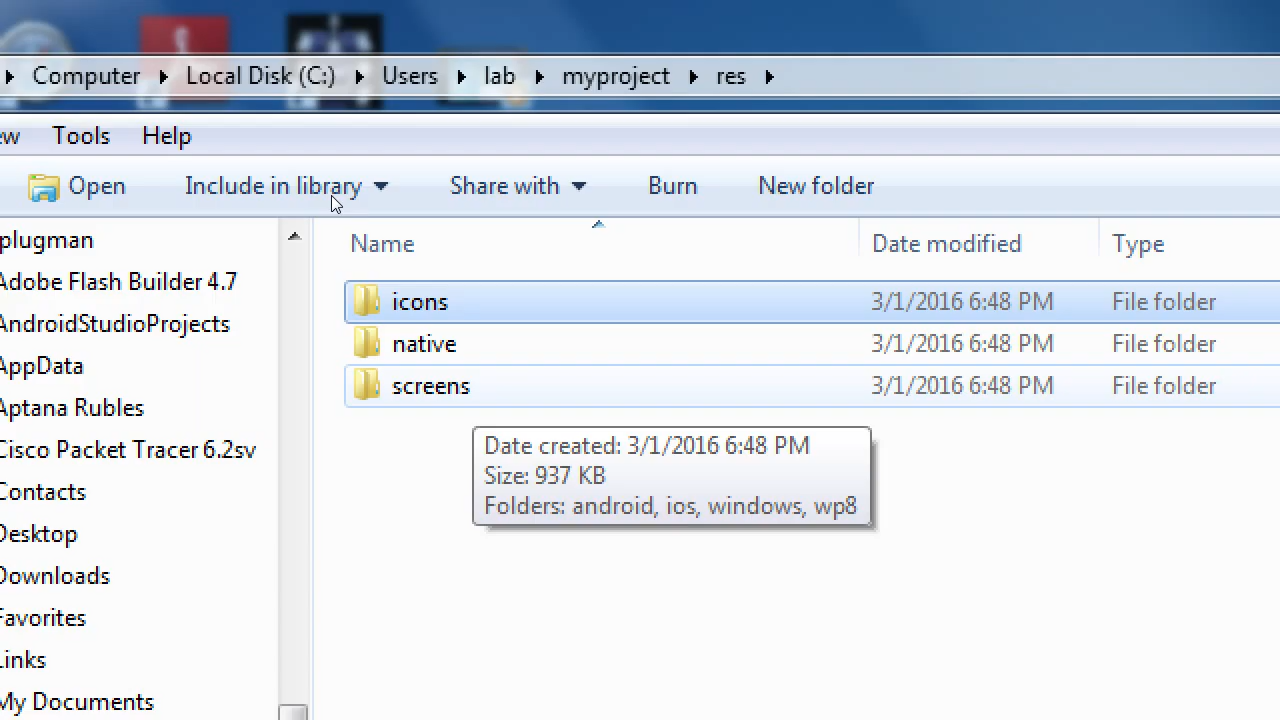 Computer Local Disk (C:) Users lab myproject res
ew Tools Help
Open Include in library Share with Burn New folder
plugman
Adobe Flash Builder 4.7
AndroidStudioProjects
AppData
Aptana Rubles
Cisco Packet Tracer 6.2sv
Contacts
Desktop
Downloads
Favorites
Links
My Documents
Name Date modified Type
icons 3/1/2016 6:48 PM File folder
native 3/1/2016 6:48 PM File folder
screens 3/1/2016 6:48 PM File folder
Date created: 3/1/2016 6:48 PM
Size: 937 KB
Folders: android, ios, windows, wp8